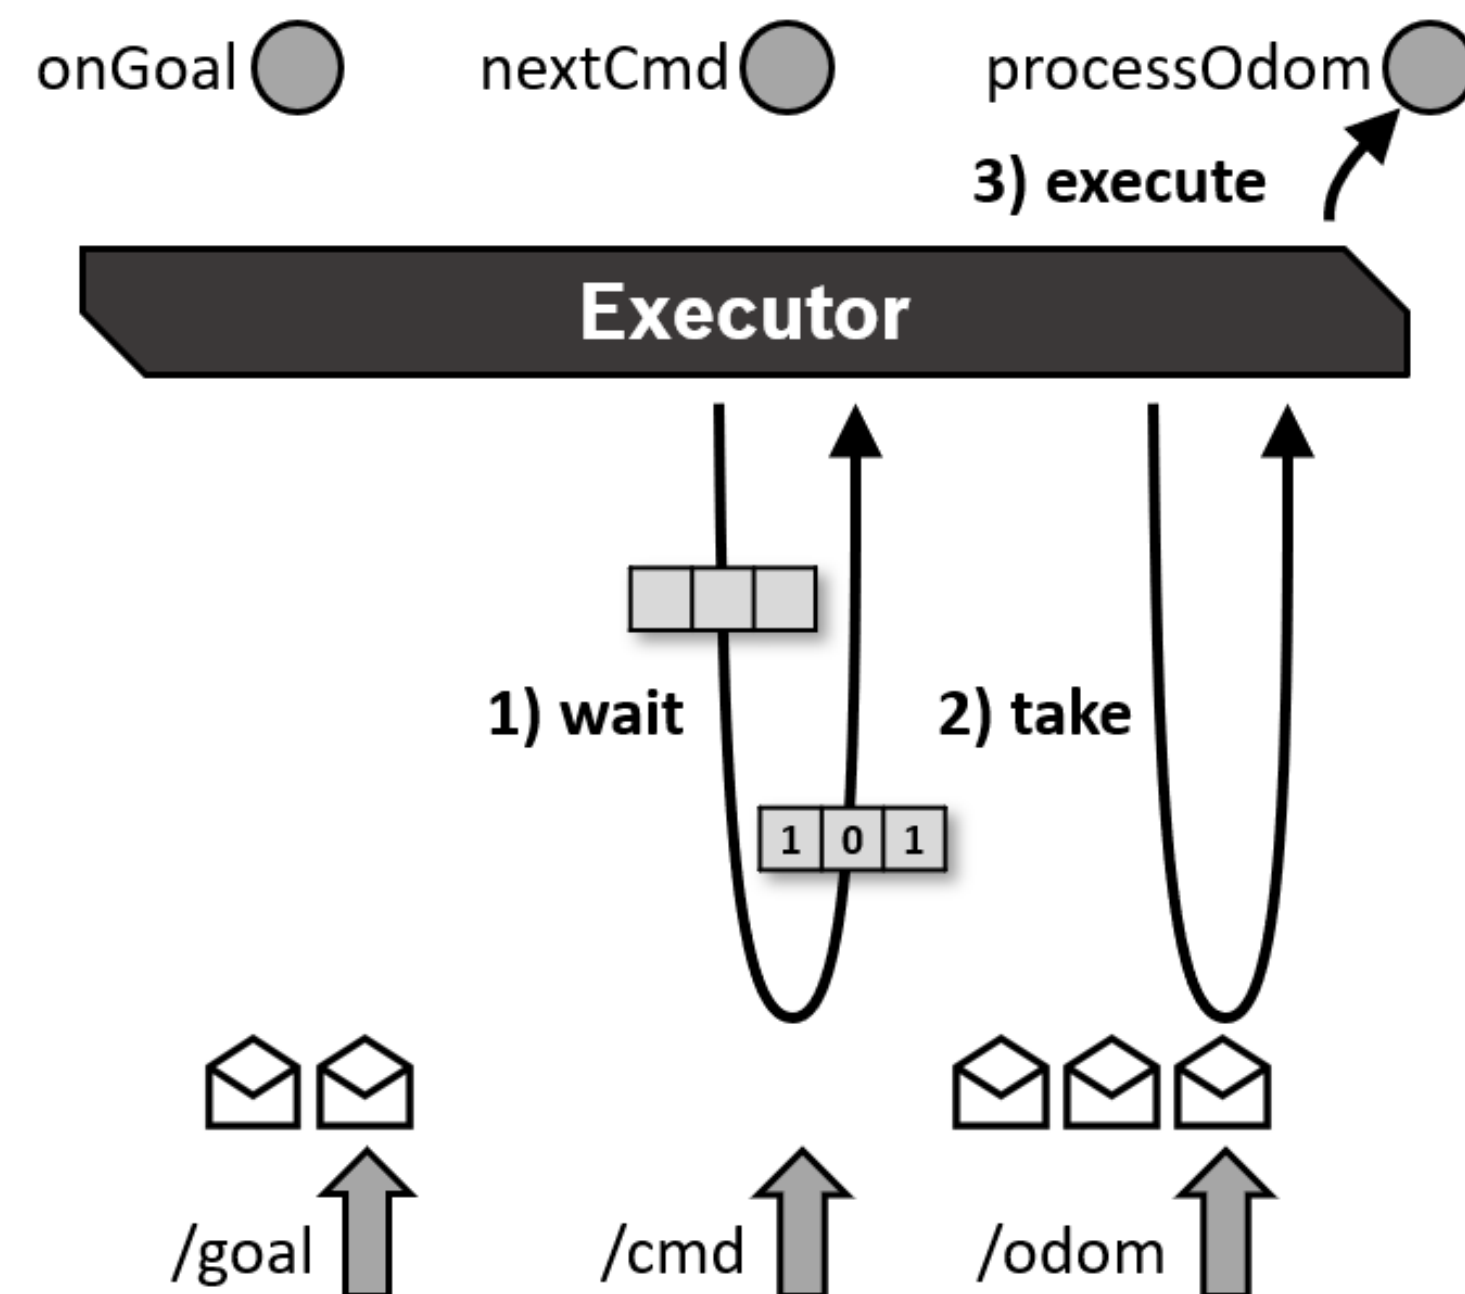 onGoal nextCmd processOdom
3) execute
Executor
1) wait 2) take
1 0 1
/goal /cmd /odom